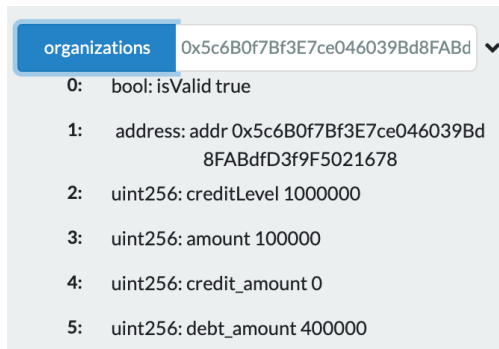 organizations 0x5c6B0f7Bf3E7ce046039Bd8FABd
0: bool: isValid true
1: address: addr 0x5c6B0f7Bf3E7ce046039Bd
8FABdfD3f9F5021678
2: uint256: creditLevel 1000000
3: uint256: amount 100000
4: uint256: credit_amount 0
5: uint256: debt_amount 400000